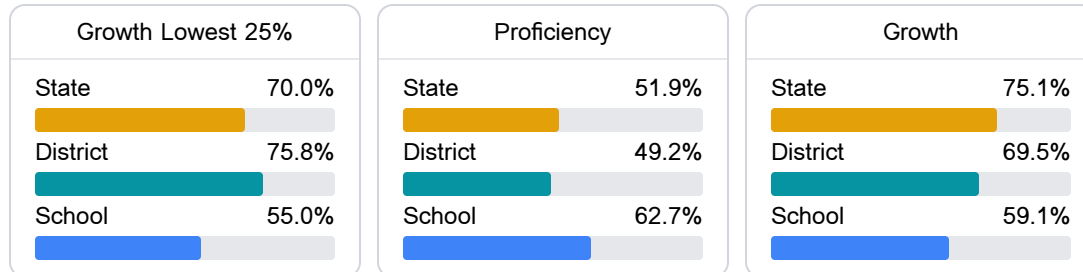 Growth Lowest 25%
State 70.0%
District 75.8%
School 55.0%
Proficiency
State 51.9%
District 49.2%
School 62.7%
Growth
State 75.1%
District 69.5%
School 59.1%